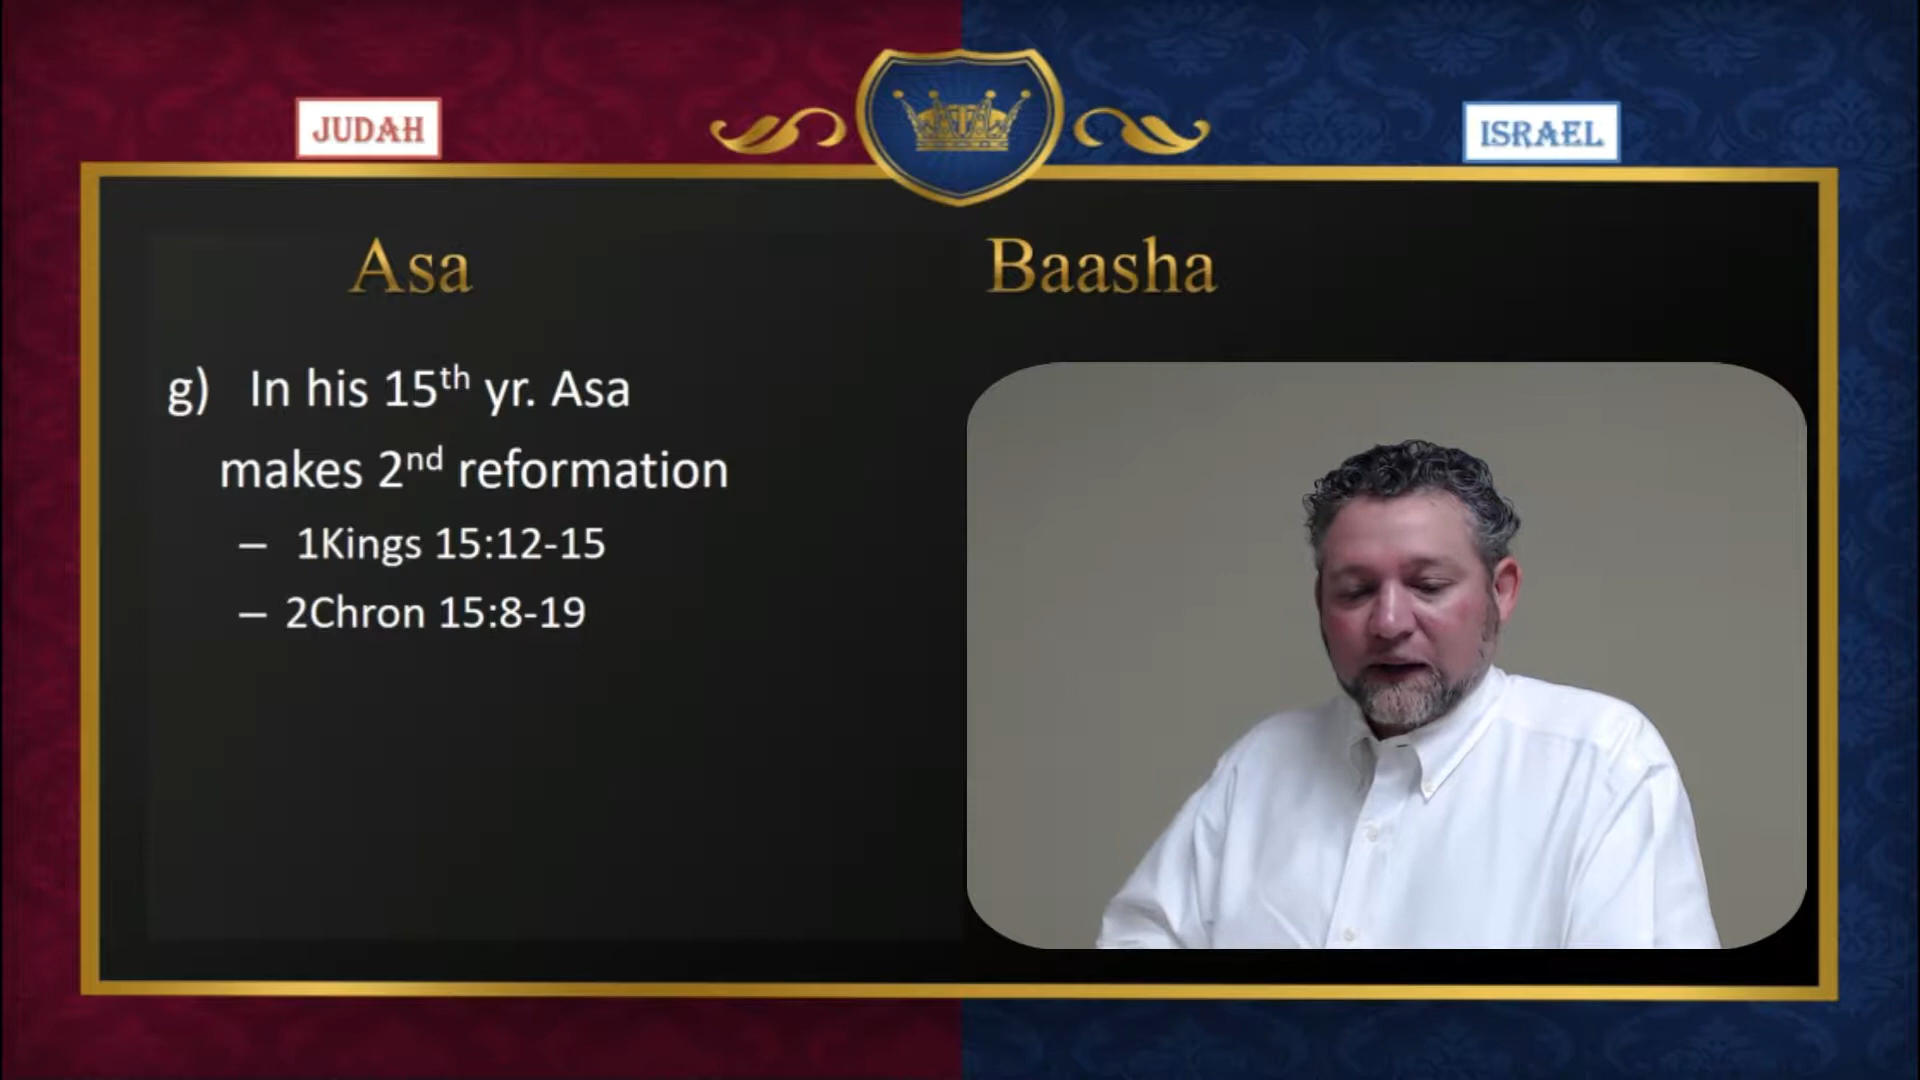 JUDAH
ISRAEL
Asa
Baasha
g) In his 15th yr. Asa
makes 2nd reformation
– 1Kings 15:12-15
– 2Chron 15:8-19